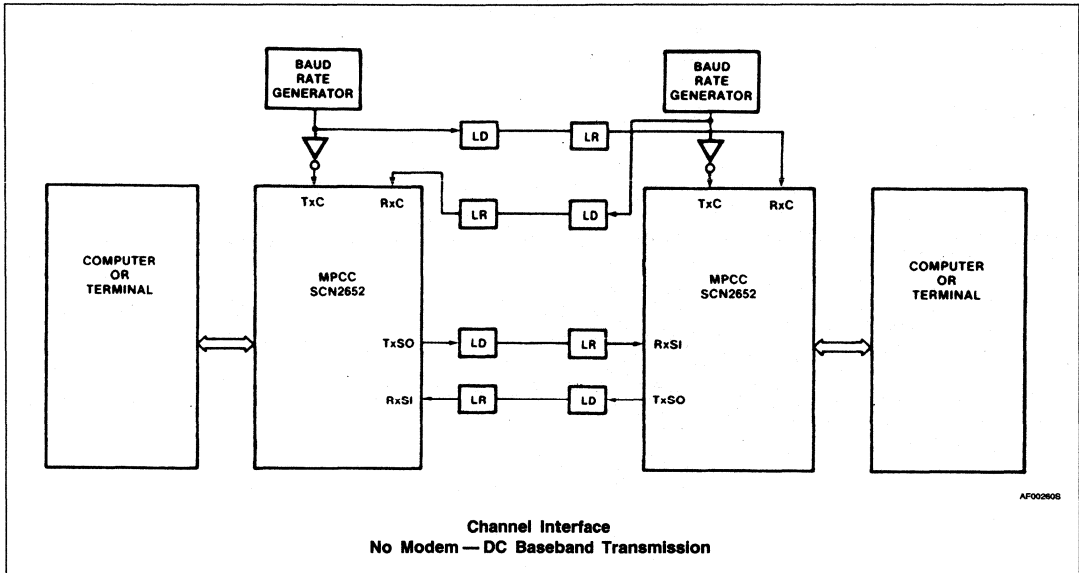 BAUD
RATE
GENERATOR
BAUD
RATE
GENERATOR
LD
LR
TxC
RxC
LR
LD
TxC
RxC
COMPUTER
OR
TERMINAL
MPCC
SCN2652
MPCC
SCN2652
COMPUTER
OR
TERMINAL
TxSO
LD
LR
RxSI
RxSI
LR
LD
TxSO
AF00260S
Channel Interface
No Modem — DC Baseband Transmission